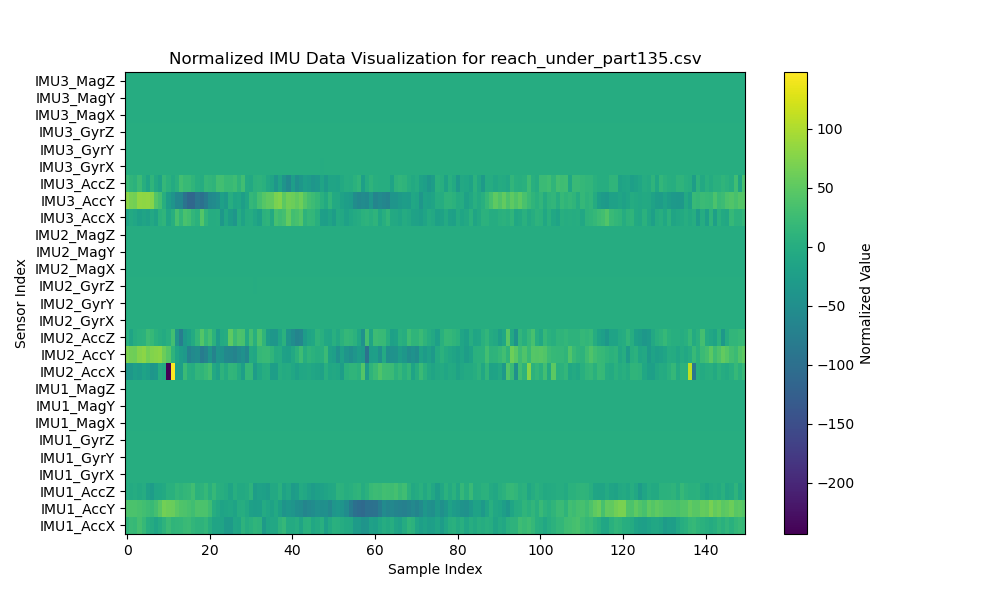 Normalized IMU Data Visualization for reach_under_part135.csv
IMU3_MagZ
IMU3_MagY
IMU3_MagX
IMU3_GyrZ
IMU3_GyrY
IMU3_GyrX
IMU3_AccZ
IMU3_AccY
IMU3_AccX
IMU2_MagZ
IMU2_MagY
IMU2_MagX
IMU2_GyrZ
IMU2_GyrY
IMU2_GyrX
IMU2_AccZ
IMU2_AccY
IMU2_AccX
IMU1_MagZ
IMU1_MagY
IMU1_MagX
IMU1_GyrZ
IMU1_GyrY
IMU1_GyrX
IMU1_AccZ
IMU1_AccY
IMU1_AccX
Sensor Index
0 20 40 60 80 100 120 140
Sample Index
100
50
0
−50
−100
−150
−200
Normalized Value